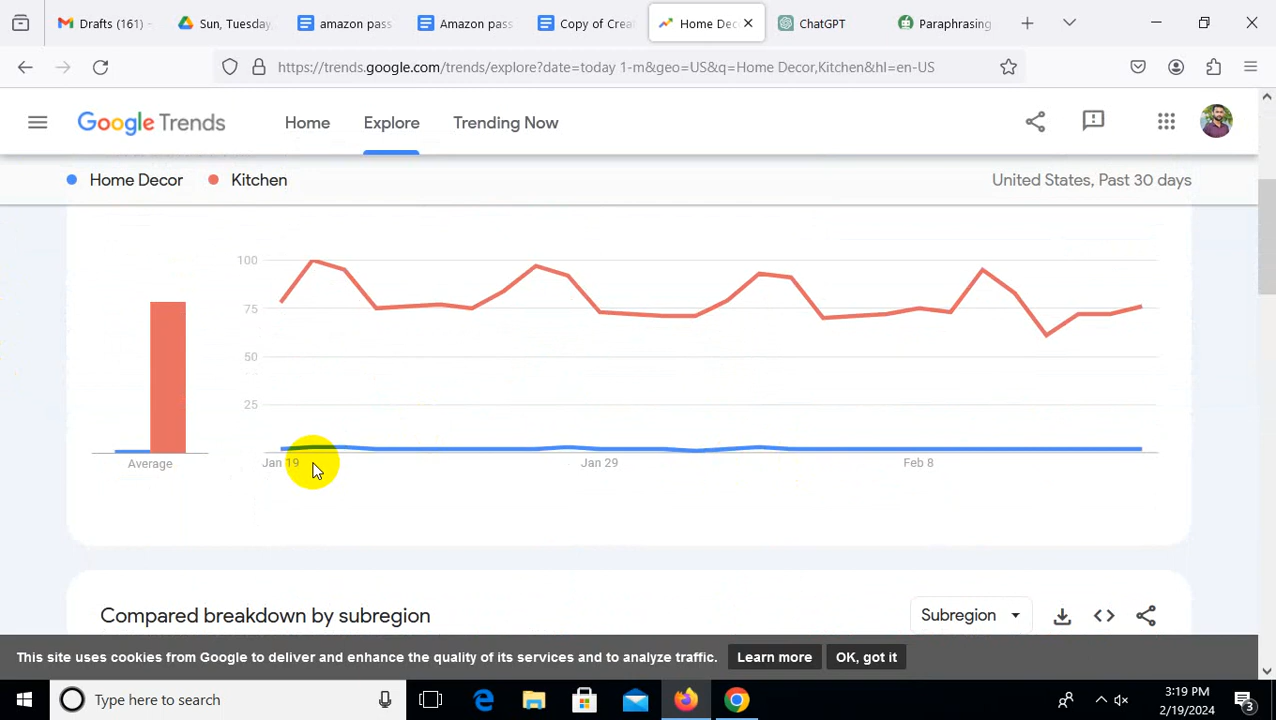 Drafts (161)
Sun, Tuesday,
amazon pass
Amazon pass
Copy of Crea
Home Dec
ChatGPT
Paraphrasing
https://trends.google.com/trends/explore?date=today 1-m&geo=US&q=Home Decor,Kitchen&hl=en-US
Google Trends
Home
Explore
Trending Now
Home Decor
Kitchen
United States, Past 30 days
100
75
50
25
Average
Jan 19
Jan 29
Feb 8
Compared breakdown by subregion
Subregion
This site uses cookies from Google to deliver and enhance the quality of its services and to analyze traffic.
Learn more
OK, got it
Type here to search
3:19 PM
2/19/2024
3